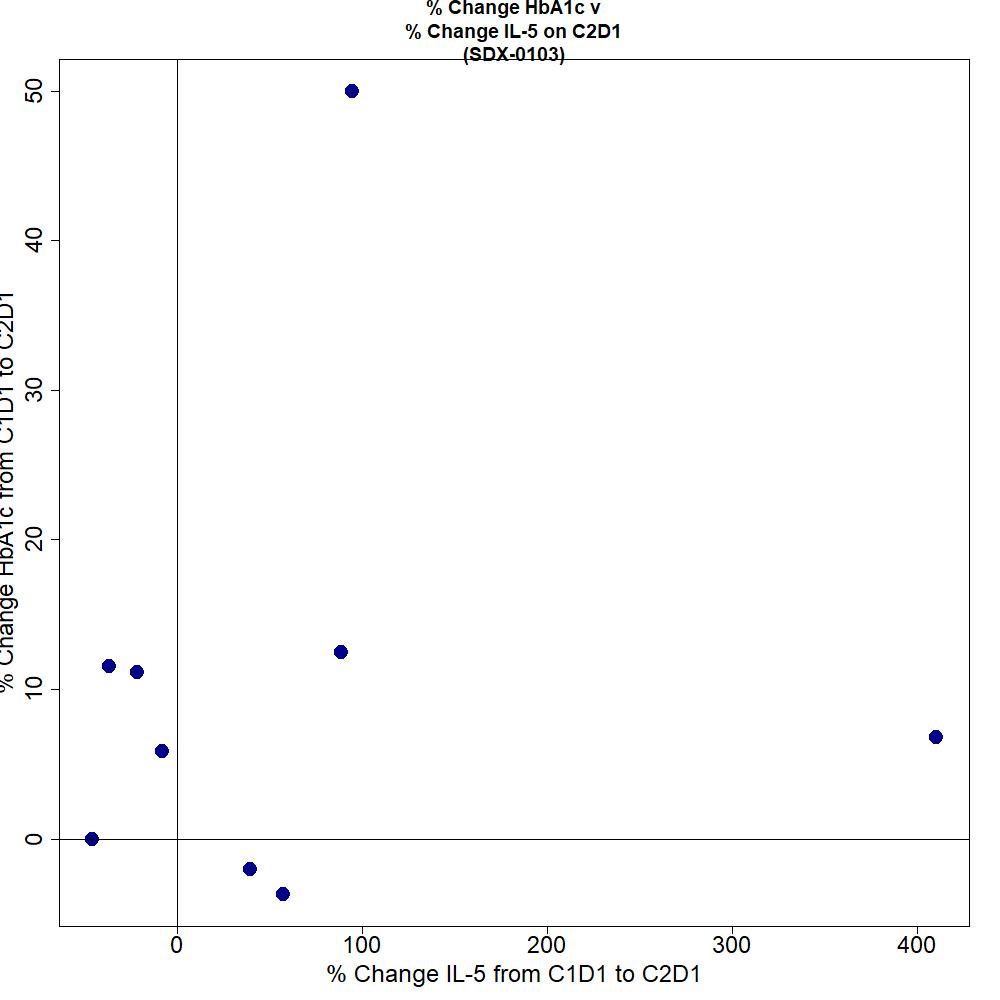 % Change HbA1c v
% Change IL-5 on C2D1
(SDX-0103)
% Change HbA1c from C1D1 to C2D1
50
40
30
20
10
0
0 100 200 300 400
% Change IL-5 from C1D1 to C2D1